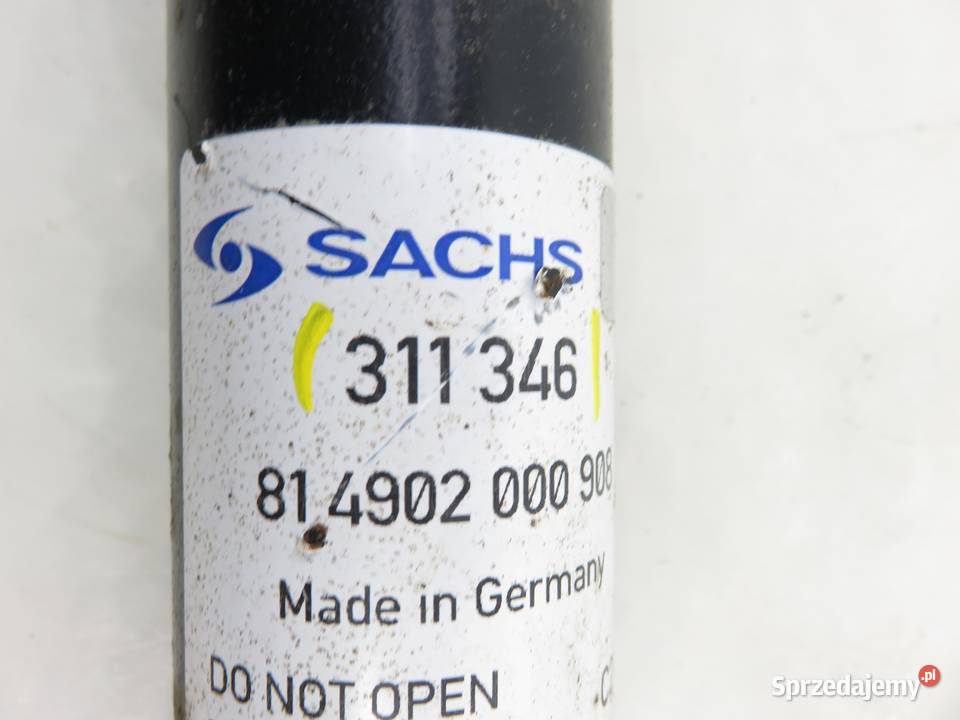 SACHS
311 346
81 4902 000 908
Made in Germany
DO NOT OPEN
Sprzedajemy.pl